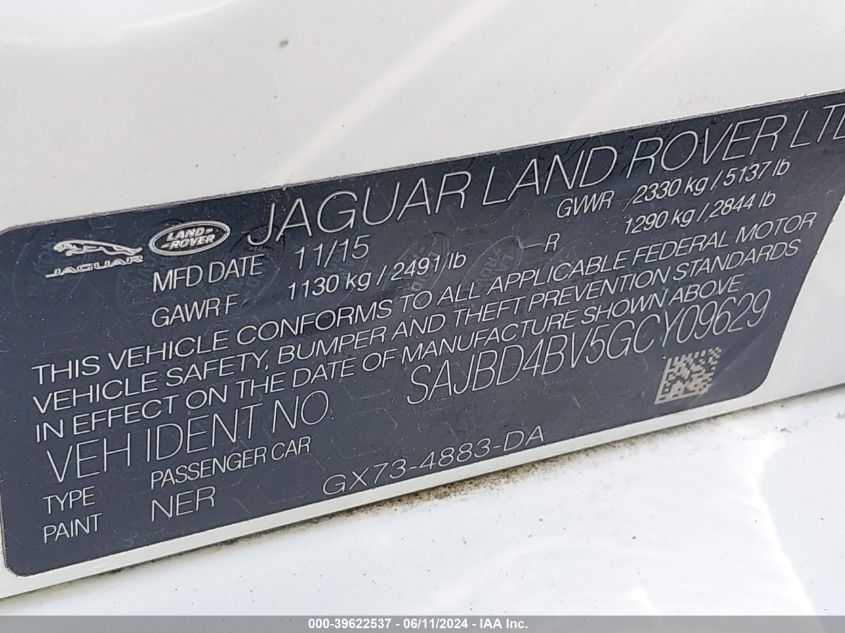 JAGUAR LAND-ROVER JAGUAR LAND ROVER LTD
MFD DATE 11/15 GVWR 2330 kg / 5137 lb
GAWR F 1130 kg / 2491 lb -R 1290 kg / 2844 lb
THIS VEHICLE CONFORMS TO ALL APPLICABLE FEDERAL MOTOR
VEHICLE SAFETY, BUMPER AND THEFT PREVENTION STANDARDS
IN EFFECT ON THE DATE OF MANUFACTURE SHOWN ABOVE.
VEH IDENT NO. SAJBD4BV5GCY09629
TYPE PASSENGER CAR
PAINT NER GX73-4883-DA
000-39622537 - 06/11/2024 - IAA Inc.